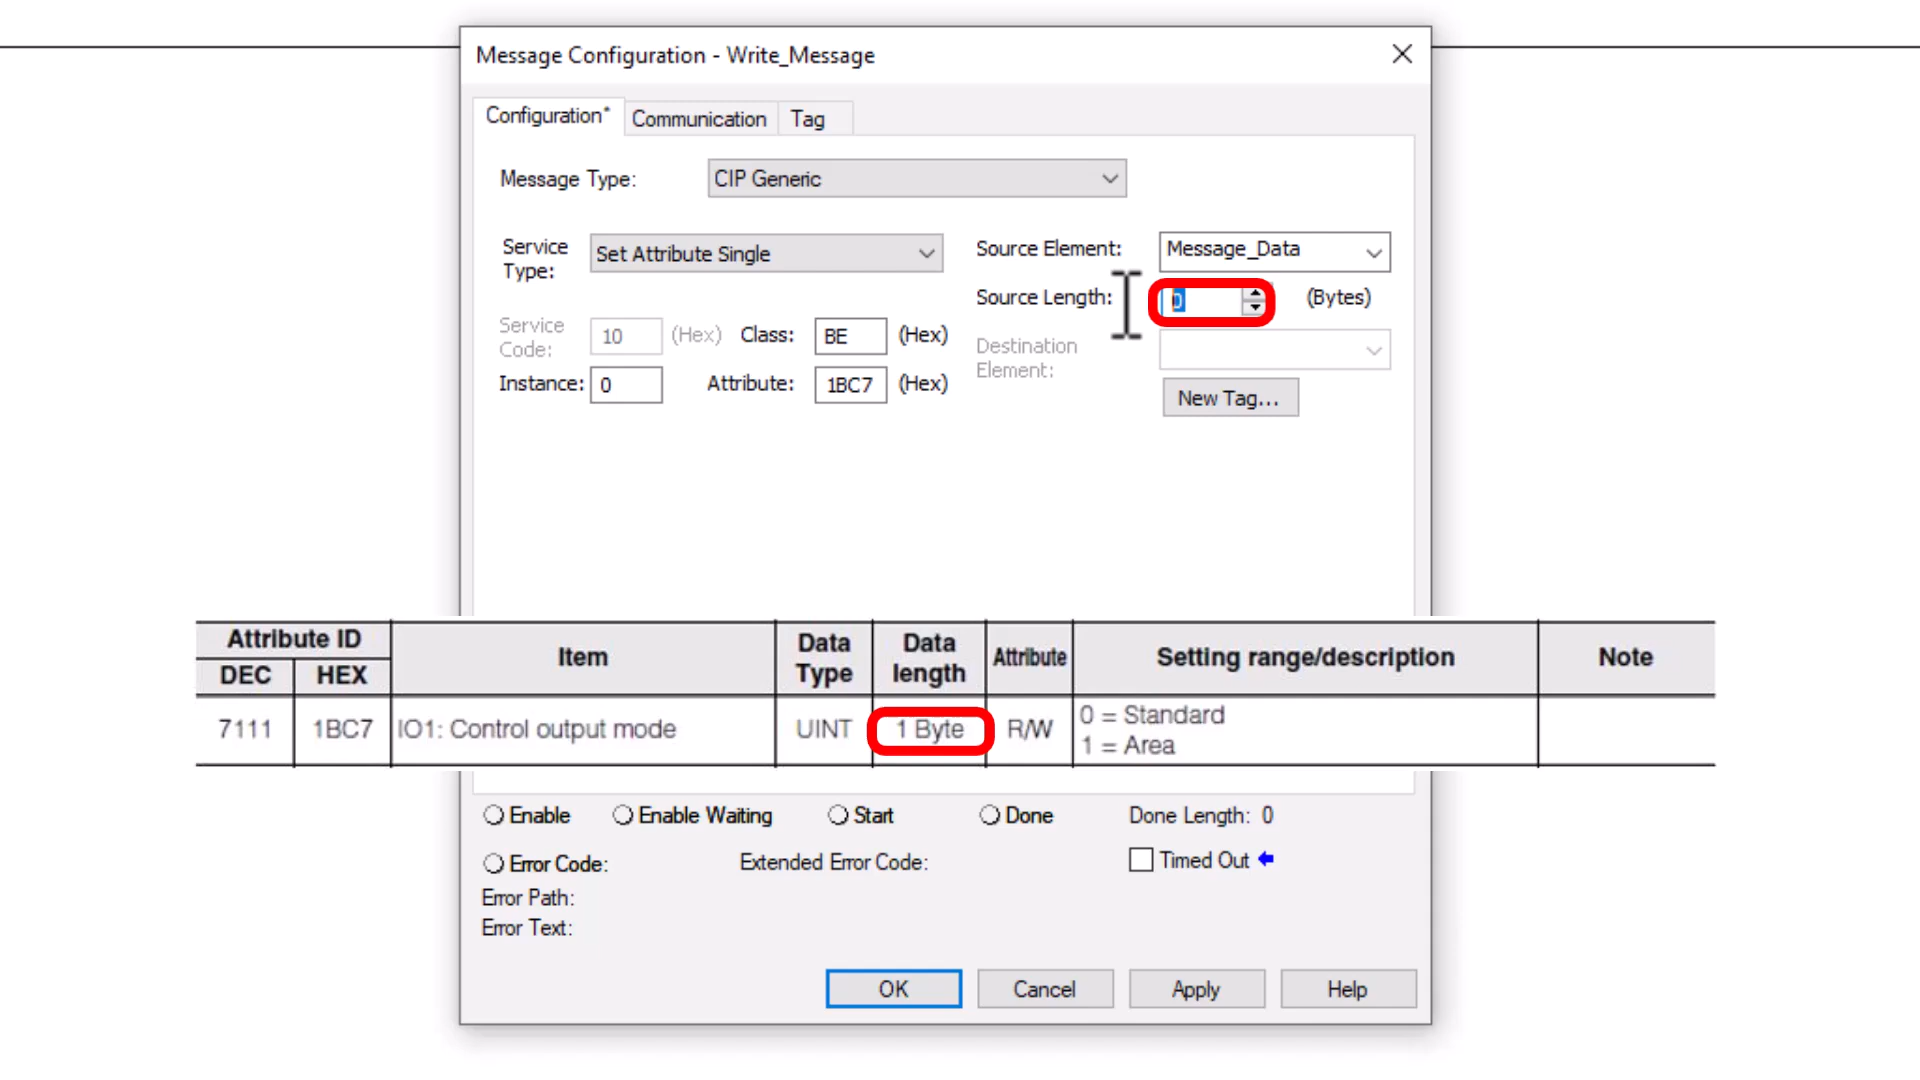 Message Configuration - Write_Message
Configuration* Communication Tag
Message Type: CIP Generic
Service Type: Set Attribute Single
Source Element: Message_Data
Source Length: 0 (Bytes)
Service Code: 10 (Hex) Class: BE (Hex)
Destination Element:
Instance: 0 Attribute: 1BC7 (Hex)
New Tag...
Attribute ID Item Data Type Data length Attribute Setting range/description Note
DEC HEX
7111 1BC7 IO1: Control output mode UINT 1 Byte R/W 0 = Standard
1 = Area
Enable Enable Waiting Start Done Done Length: 0
Error Code: Extended Error Code: Timed Out
Error Path:
Error Text:
OK Cancel Apply Help